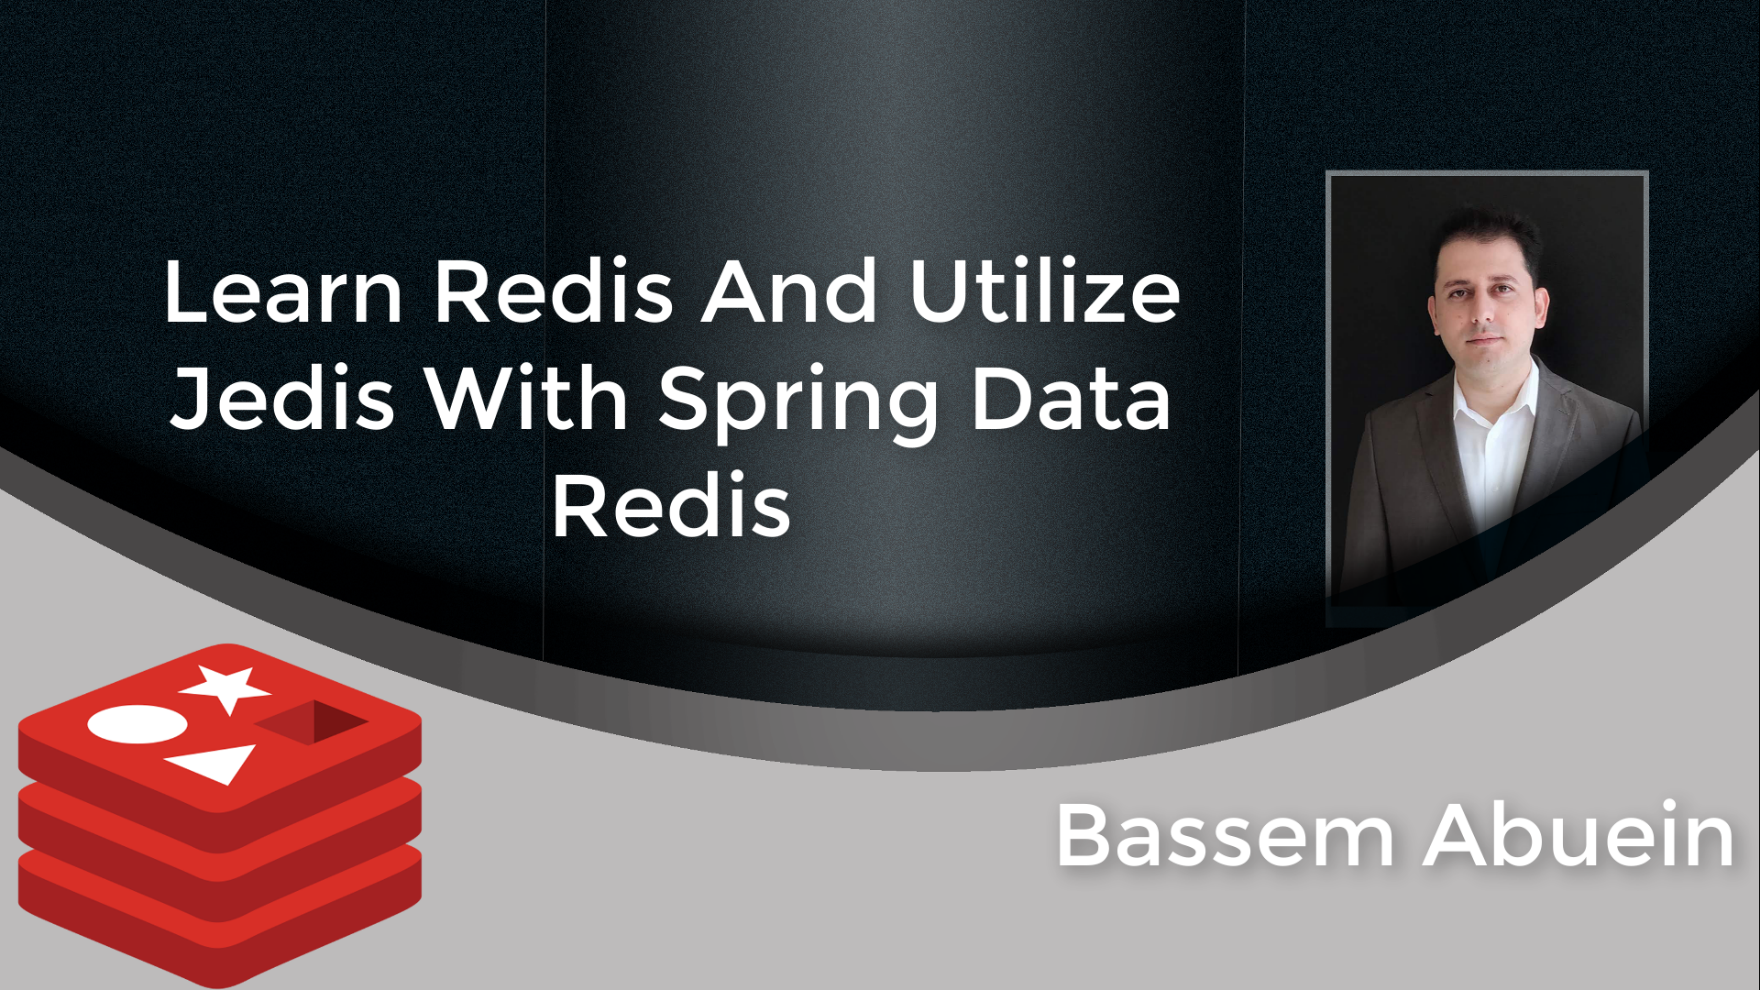 Learn Redis And Utilize
Jedis With Spring Data
Redis
Bassem Abuein